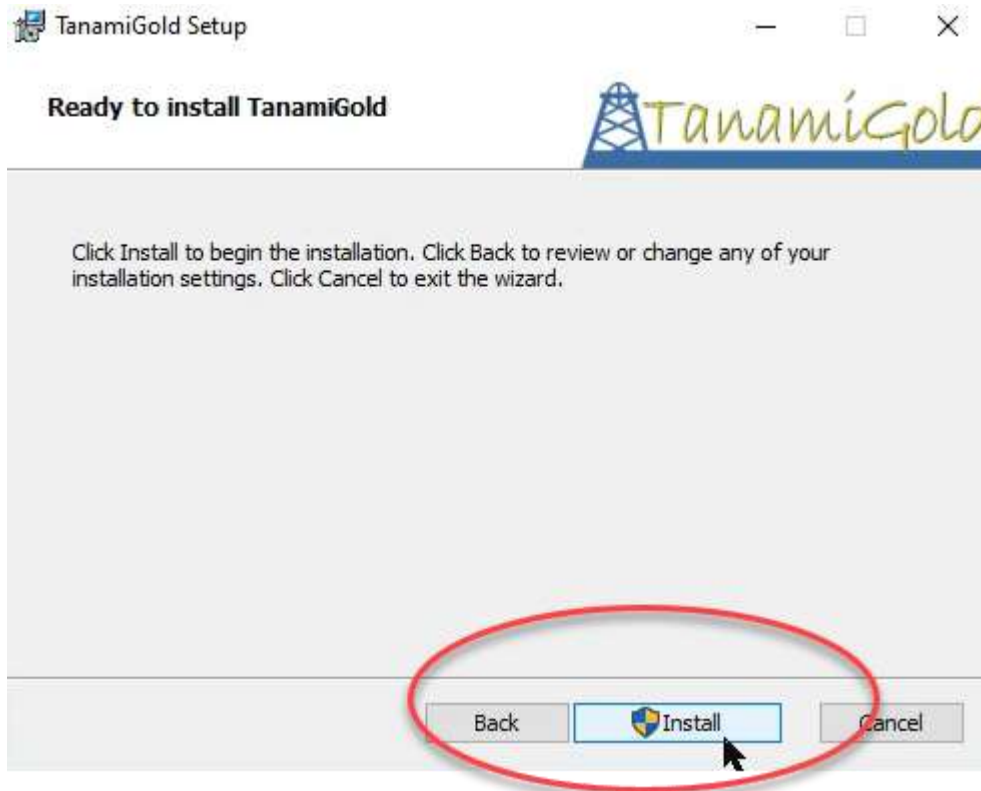 TanamiGold Setup
Ready to install TanamiGold
TanamiGold
Click Install to begin the installation. Click Back to review or change any of your
installation settings. Click Cancel to exit the wizard.
Back
Install
Cancel